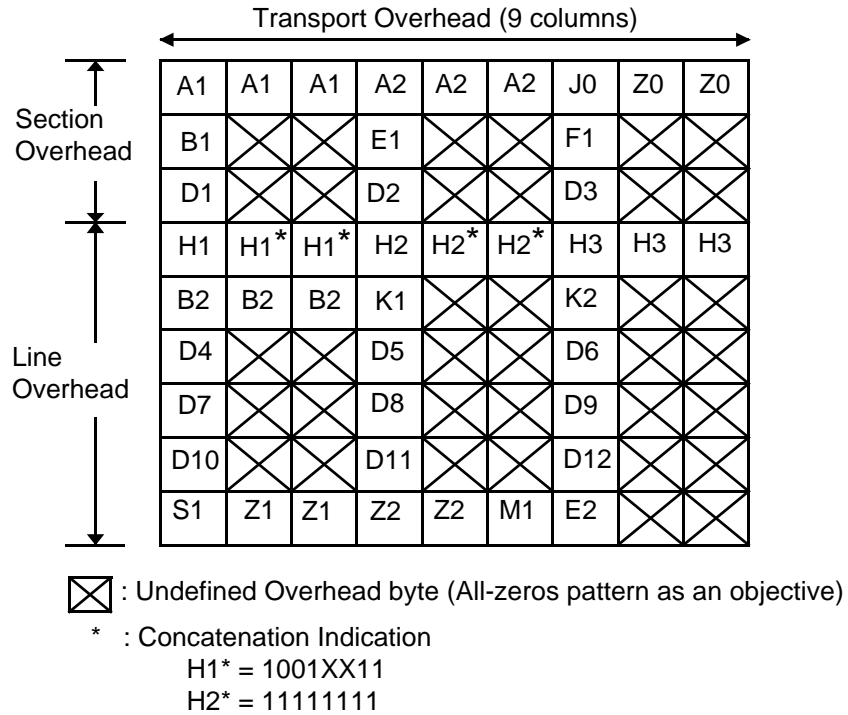 Transport Overhead (9 columns)
A1 A1 A1 A2 A2 A2 J0 Z0 Z0
Section
Overhead
B1 E1 F1
D1 D2 D3
H1 H1* H1* H2 H2* H2* H3 H3 H3
B2 B2 B2 K1 K2
Line
Overhead
D4 D5 D6
D7 D8 D9
D10 D11 D12
S1 Z1 Z1 Z2 Z2 M1 E2
: Undefined Overhead byte (All-zeros pattern as an objective)
* : Concatenation Indication
H1* = 1001XX11
H2* = 11111111